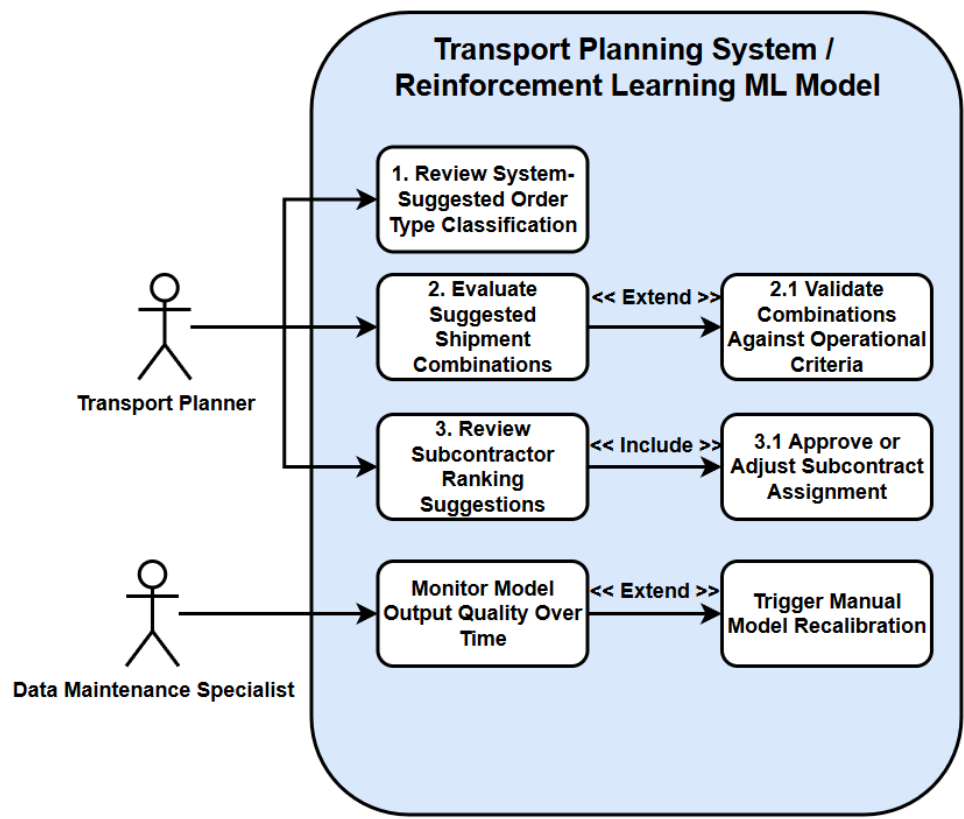 Transport Planning System /
Reinforcement Learning ML Model
1. Review System-
Suggested Order
Type Classification
2. Evaluate
Suggested
Shipment
Combinations
<< Extend >>
2.1 Validate
Combinations
Against Operational
Criteria
Transport Planner
3. Review
Subcontractor
Ranking
Suggestions
<< Include >>
3.1 Approve or
Adjust Subcontract
Assignment
Monitor Model
Output Quality Over
Time
<< Extend >>
Trigger Manual
Model Recalibration
Data Maintenance Specialist